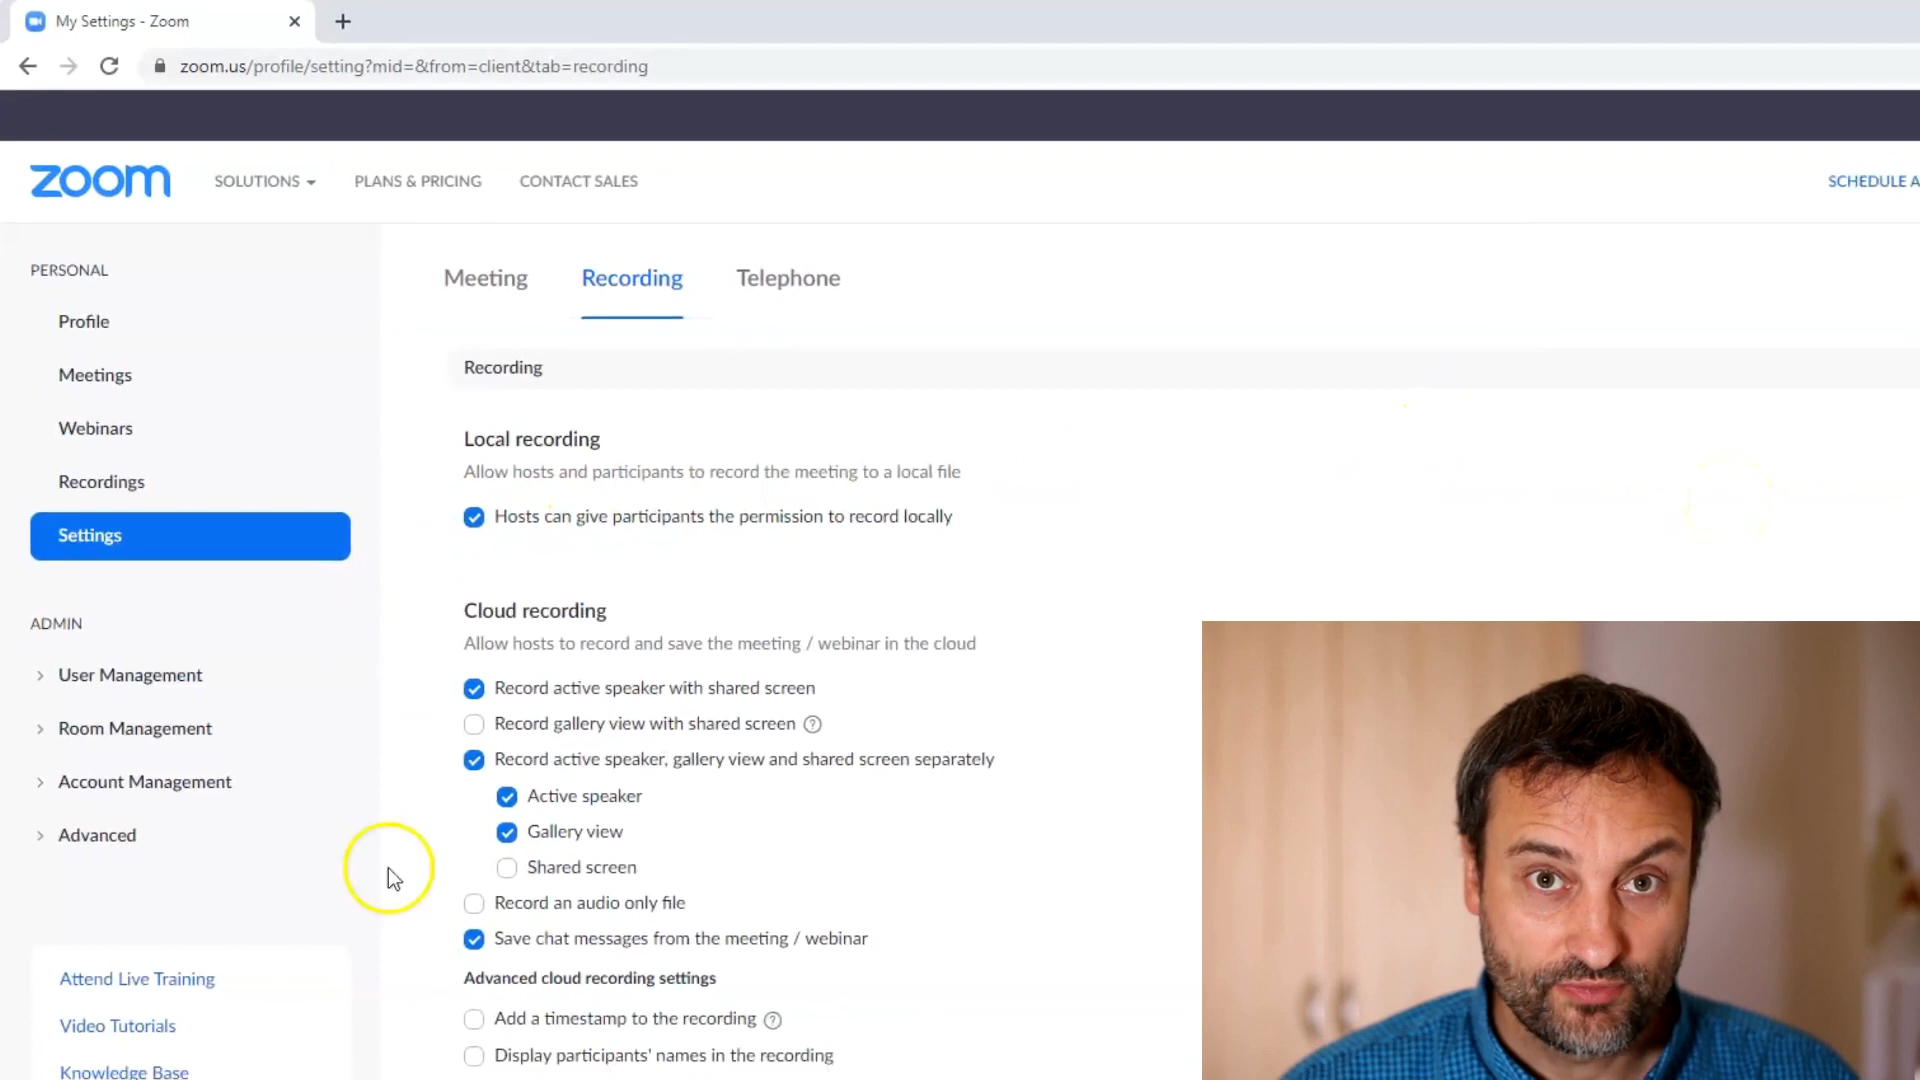 My Settings - Zoom
zoom.us/profile/setting?mid=&from=client&tab=recording
zoom
SOLUTIONS
PLANS & PRICING
CONTACT SALES
SCHEDULE A
PERSONAL
Profile
Meetings
Webinars
Recordings
Settings
ADMIN
User Management
Room Management
Account Management
Advanced
Attend Live Training
Video Tutorials
Knowledge Base
Meeting
Recording
Telephone
Recording
Local recording
Allow hosts and participants to record the meeting to a local file
Hosts can give participants the permission to record locally
Cloud recording
Allow hosts to record and save the meeting / webinar in the cloud
Record active speaker with shared screen
Record gallery view with shared screen ?
Record active speaker, gallery view and shared screen separately
Active speaker
Gallery view
Shared screen
Record an audio only file
Save chat messages from the meeting / webinar
Advanced cloud recording settings
Add a timestamp to the recording ?
Display participants' names in the recording